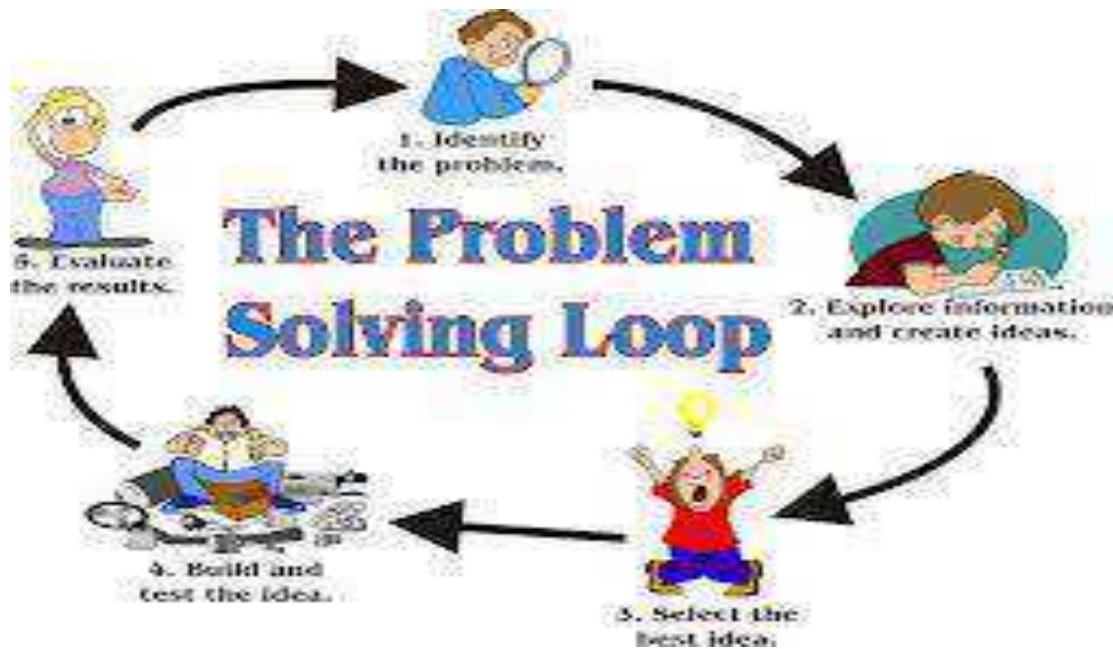 1. Identify
the problem.
The Problem
Solving Loop
2. Explore information
and create ideas.
3. Select the
best idea.
4. Build and
test the idea.
5. Evaluate
the results.